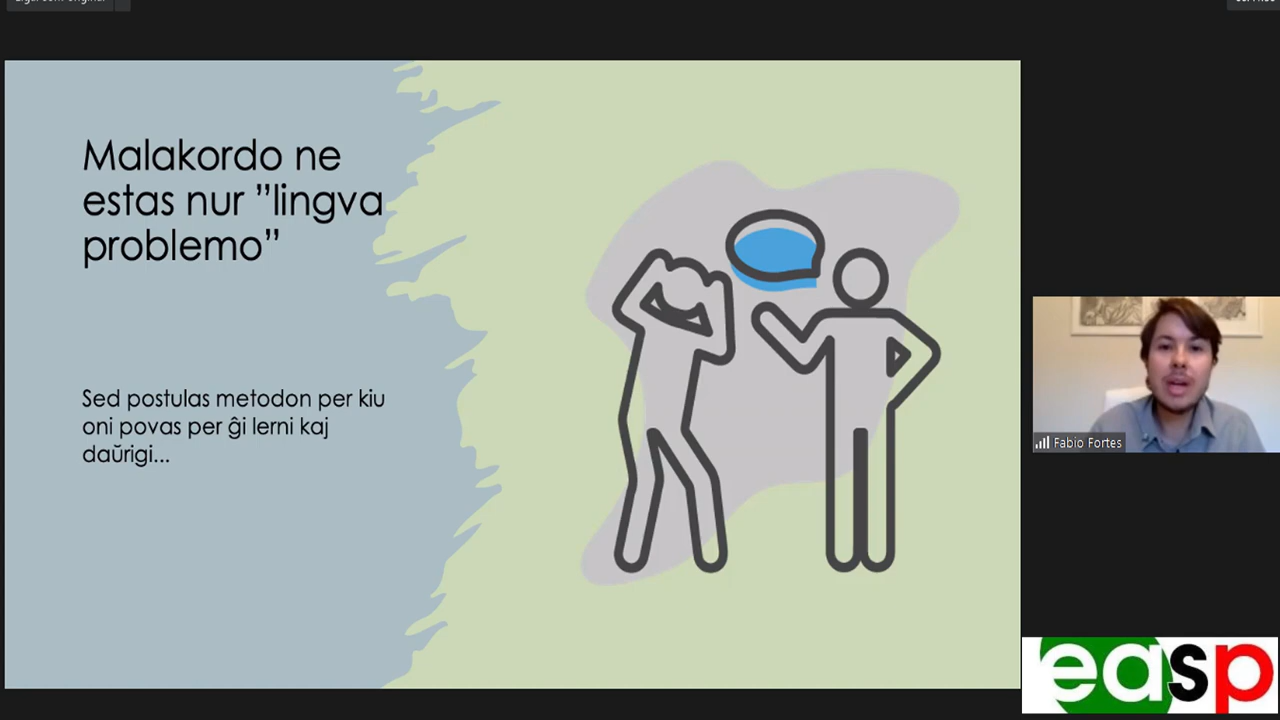 Malakordo ne
estas nur ”lingva
problemo”
Sed postulas metodon per kiu
oni povas per ĝi lerni kaj
daŭrigi...
Fabio Fortes
easp